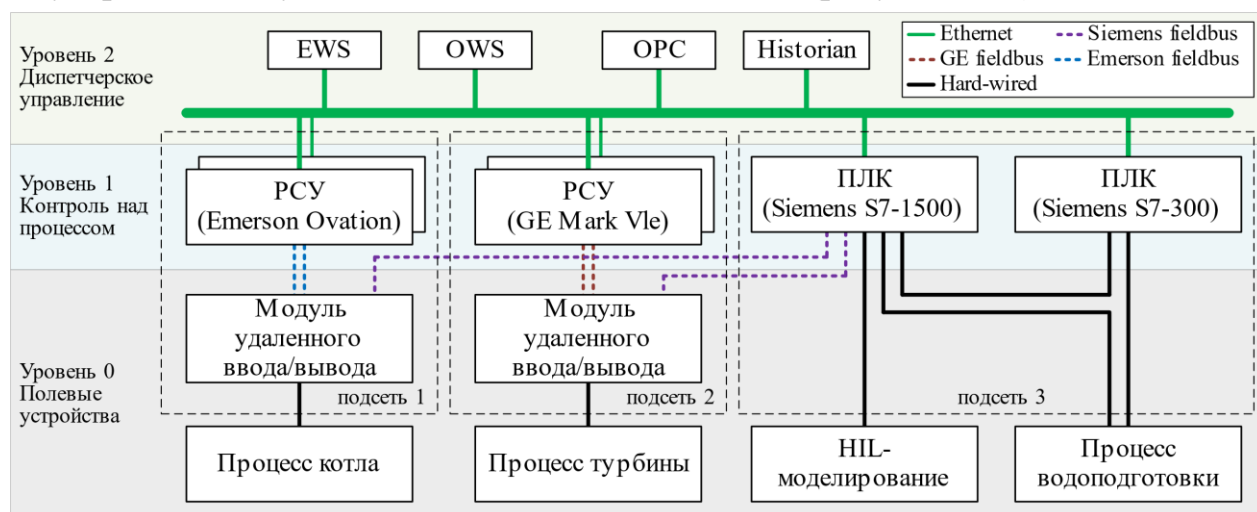 Уровень 2
Диспетчерское
управление
EWS
OWS
OPC
Historian
Ethernet
Siemens fieldbus
GE fieldbus
Emerson fieldbus
Hard-wired
Уровень 1
Контроль над
процессом
РСУ
(Emerson Ovation)
РСУ
(GE Mark Vle)
ПЛК
(Siemens S7-1500)
ПЛК
(Siemens S7-300)
Уровень 0
Полевые
устройства
Модуль
удаленного
ввода/вывода
подсеть 1
Модуль
удаленного
ввода/вывода
подсеть 2
подсеть 3
Процесс котла
Процесс турбины
HIL-
моделирование
Процесс
водоподготовки